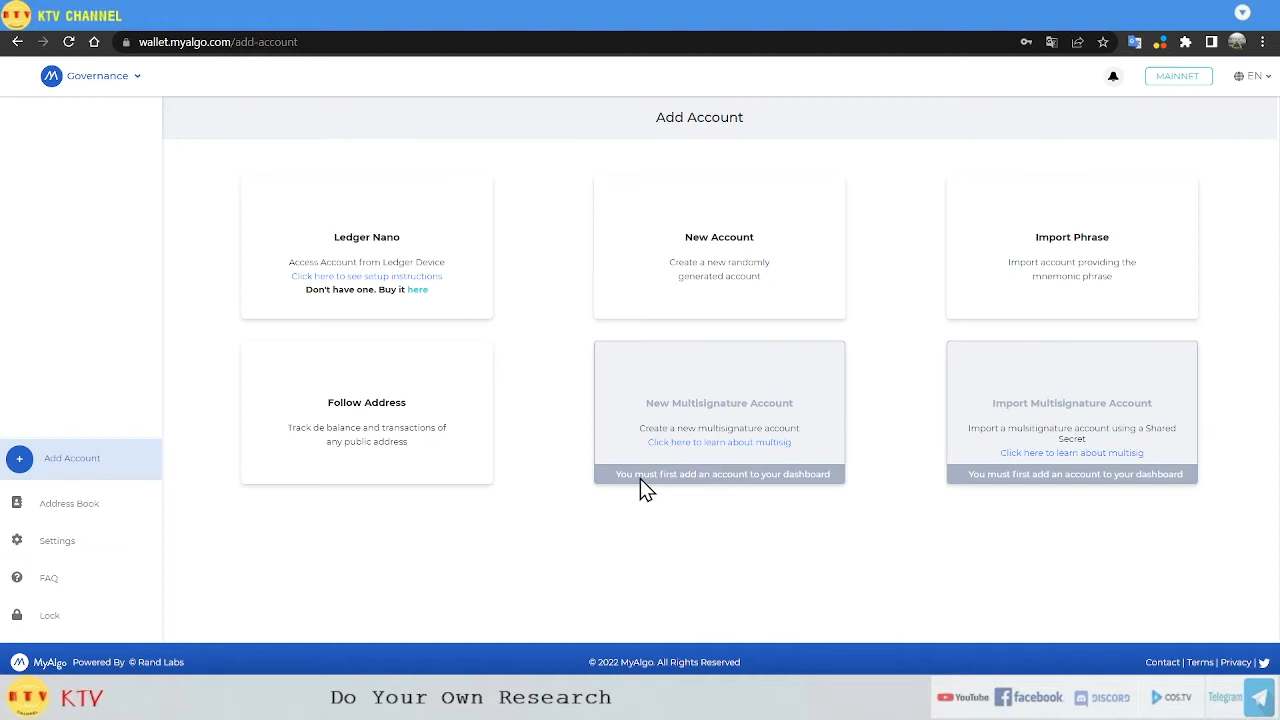 KTV CHANNEL
wallet.myalgo.com/add-account
Governance
MAINNET
EN
Add Account
Ledger Nano
Access Account from Ledger Device
Click here to see setup instructions
Don't have one. Buy it here
New Account
Create a new randomly
generated account
Import Phrase
Import account providing the
mnemonic phrase
Follow Address
Track de balance and transactions of
any public address
New Multisignature Account
Create a new multisignature account
Click here to learn about multisig
You must first add an account to your dashboard
Import Multisignature Account
Import a mulsitignature account using a Shared
Secret
Click here to learn about multisig
You must first add an account to your dashboard
Add Account
Address Book
Settings
FAQ
Lock
MyAlgo Powered By © Rand Labs
© 2022 MyAlgo. All Rights Reserved
Contact | Terms | Privacy |
KTV CHANNEL
KTV
Do Your Own Research
YouTube
facebook
DISCORD
COS.TV
Telegram